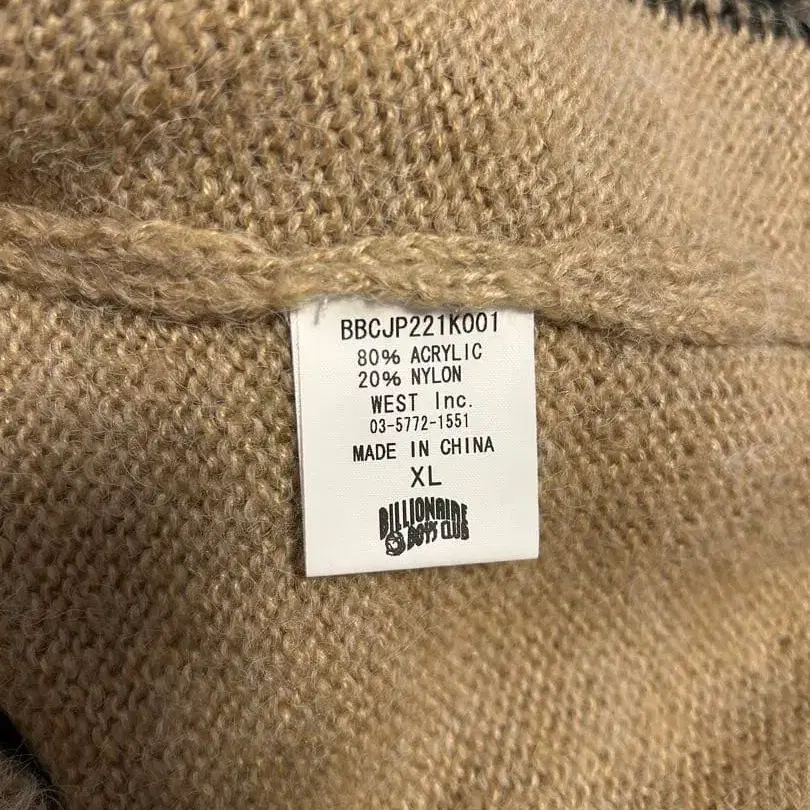 BBCJP221K001
80% ACRYLIC
20% NYLON
WEST Inc.
03-5772-1551
MADE IN CHINA
XL
BILLIONAIRE
BOYS CLUB